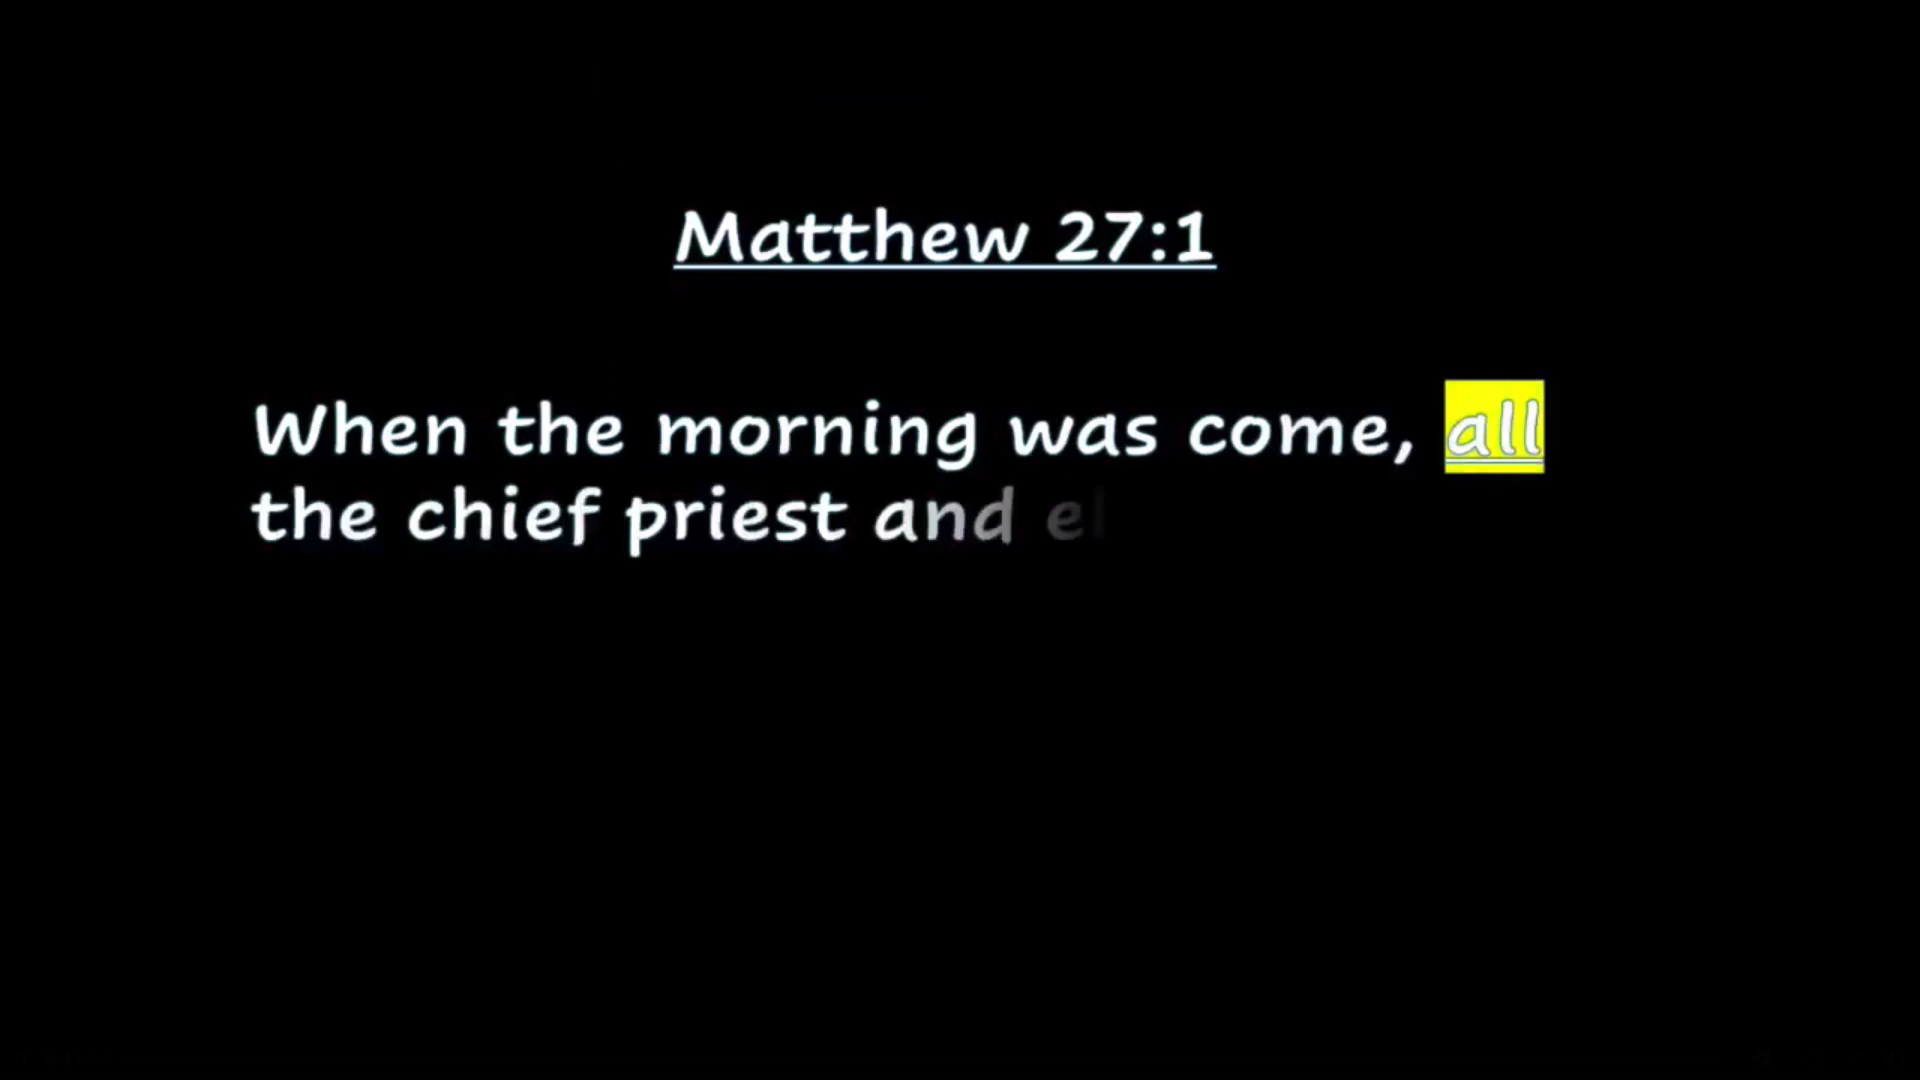 Matthew 27:1
When the morning was come, all
the chief priest and